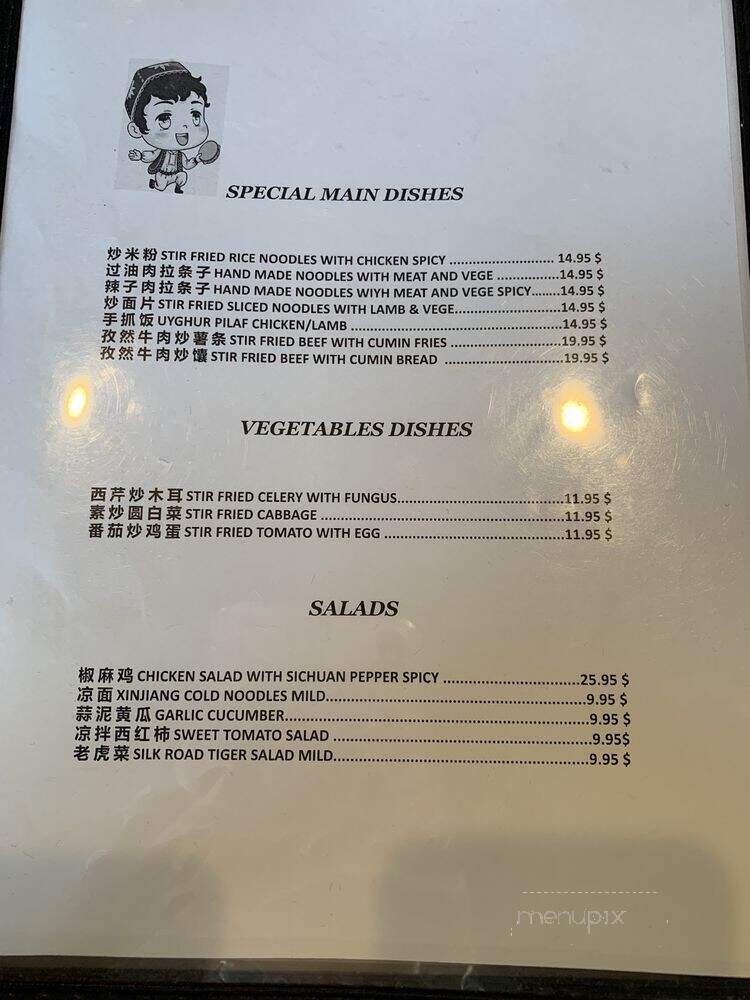 SPECIAL MAIN DISHES
炒米粉 STIR FRIED RICE NOODLES WITH CHICKEN SPICY .......................... 14.95 $
过油肉拉条子 HAND MADE NOODLES WITH MEAT AND VEGE ................14.95 $
辣子肉拉条子 HAND MADE NOODLES WIYH MEAT AND VEGE SPICY.......14.95 $
炒面片 STIR FRIED SLICED NOODLES WITH LAMB & VEGE...........................14.95 $
手抓饭 UYGHUR PILAF CHICKEN/LAMB .....................................................14.95 $
孜然牛肉炒薯条 STIR FRIED BEEF WITH CUMIN FRIES ............................19.95 $
孜然牛肉炒馕 STIR FRIED BEEF WITH CUMIN BREAD ..............................19.95 $
VEGETABLES DISHES
西芹炒木耳 STIR FRIED CELERY WITH FUNGUS..........................................11.95 $
素炒圆白菜 STIR FRIED CABBAGE .............................................................11.95 $
番茄炒鸡蛋 STIR FRIED TOMATO WITH EGG .............................................11.95 $
SALADS
椒麻鸡 CHICKEN SALAD WITH SICHUAN PEPPER SPICY .................................25.95 $
凉面 XINJIANG COLD NOODLES MILD................................................................9.95 $
蒜泥黄瓜 GARLIC CUCUMBER..........................................................................9.95 $
凉拌西红柿 SWEET TOMATO SALAD ................................................................9.95$
老虎菜 SILK ROAD TIGER SALAD MILD...............................................................9.95 $
menupix